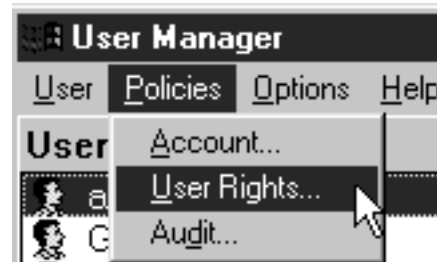 User Manager
User Policies Options Help
User
Account...
User Rights...
Audit...